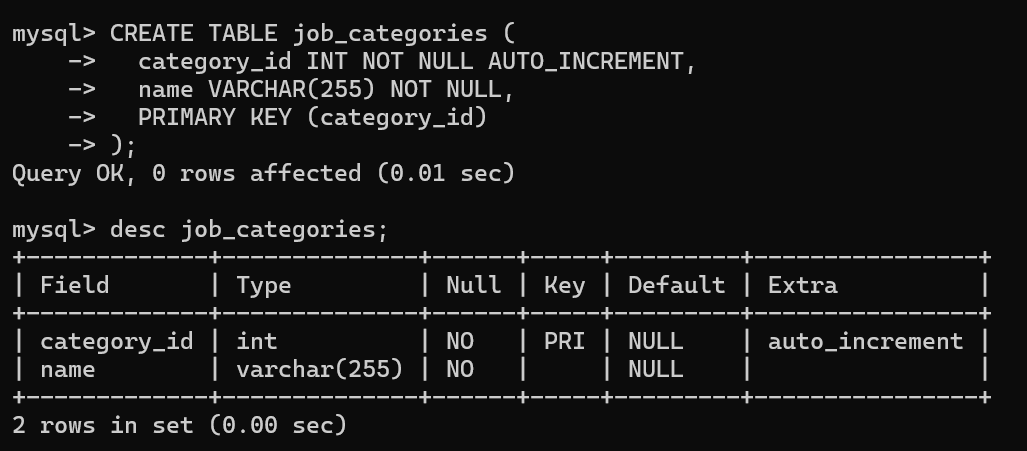 mysql> CREATE TABLE job_categories (
    ->   category_id INT NOT NULL AUTO_INCREMENT,
    ->   name VARCHAR(255) NOT NULL,
    ->   PRIMARY KEY (category_id)
    -> );
Query OK, 0 rows affected (0.01 sec)

mysql> desc job_categories;
+-------------+--------------+------+-----+---------+----------------+
| Field       | Type         | Null | Key | Default | Extra          |
+-------------+--------------+------+-----+---------+----------------+
| category_id | int          | NO   | PRI | NULL    | auto_increment |
| name        | varchar(255) | NO   |     | NULL    |                |
+-------------+--------------+------+-----+---------+----------------+
2 rows in set (0.00 sec)